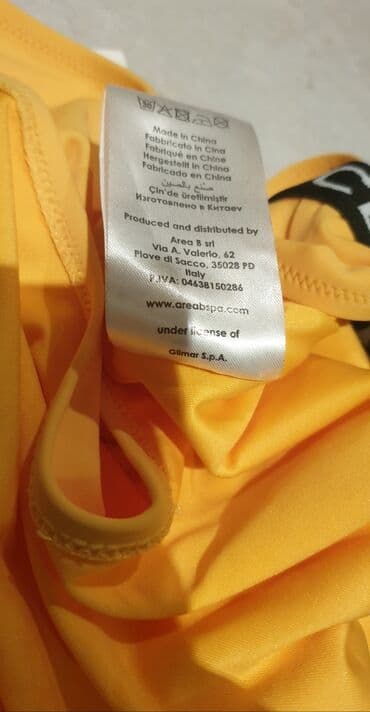 Made in China
Fabbricato in Cina
Fabriqué en Chine
Hergestellt in China
Fabricado en China
صنع بالصين
Çin'de üretilmiştir
Изготовлено в Китаеv
Produced and distributed by
Area B srl
Via A. Valerio, 62
Piove di Sacco, 35028 PD
Italy
P.IVA: 04638150286
www.areabspa.com
under license of
Gilmar S.p.A.